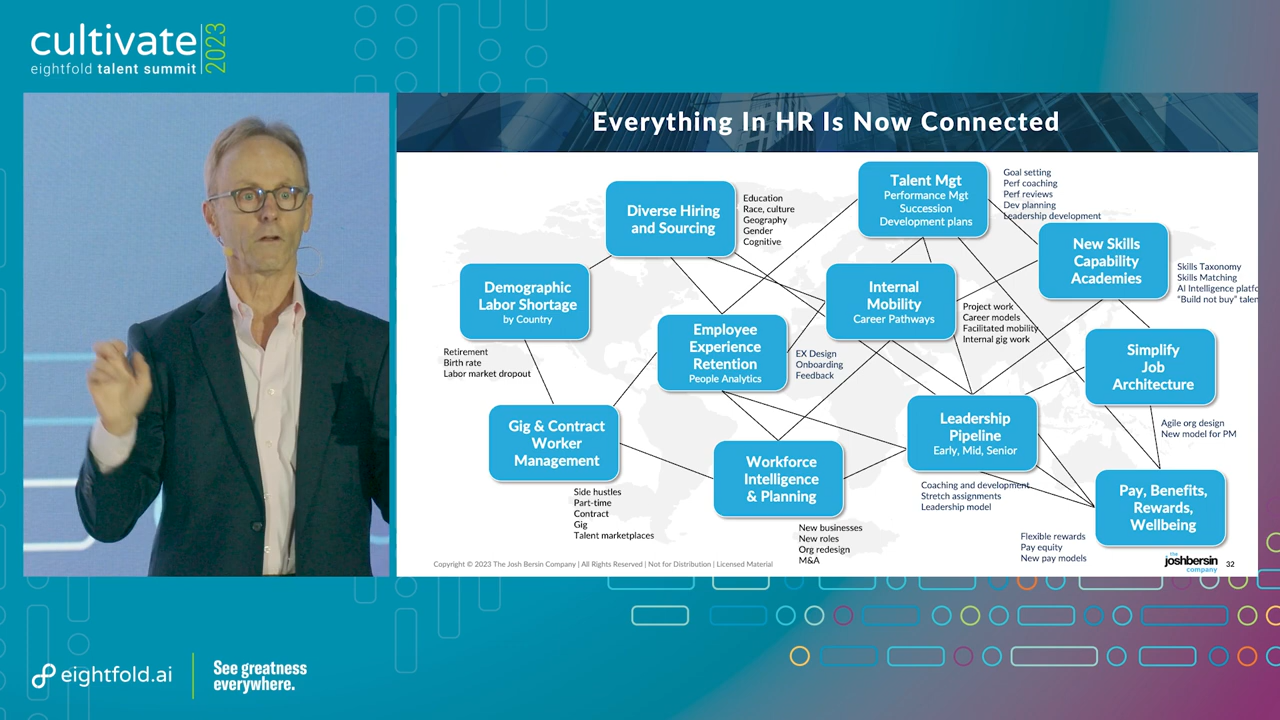 cultivate
2023
eightfold talent summit
Everything In HR Is Now Connected
Diverse Hiring
and Sourcing
Education
Race, culture
Geography
Gender
Cognitive
Talent Mgt
Performance Mgt
Succession
Development plans
Goal setting
Perf coaching
Perf reviews
Dev planning
Leadership development
New Skills
Capability
Academies
Skills Taxonomy
Skills Matching
AI Intelligence platfo
"Build not buy" talen
Demographic
Labor Shortage
by Country
Retirement
Birth rate
Labor market dropout
Employee
Experience
Retention
People Analytics
EX Design
Onboarding
Feedback
Internal
Mobility
Career Pathways
Project work
Career models
Facilitated mobility
Internal gig work
Simplify
Job
Architecture
Agile org design
New model for PM
Gig & Contract
Worker
Management
Side hustles
Part-time
Contract
Gig
Talent marketplaces
Workforce
Intelligence
& Planning
New businesses
New roles
Org redesign
M&A
Leadership
Pipeline
Early, Mid, Senior
Coaching and development
Stretch assignments
Leadership model
Pay, Benefits,
Rewards,
Wellbeing
Flexible rewards
Pay equity
New pay models
Copyright © 2023 The Josh Bersin Company | All Rights Reserved | Not for Distribution | Licensed Material
the
joshbersin
company
32
eightfold.ai
See greatness
everywhere.